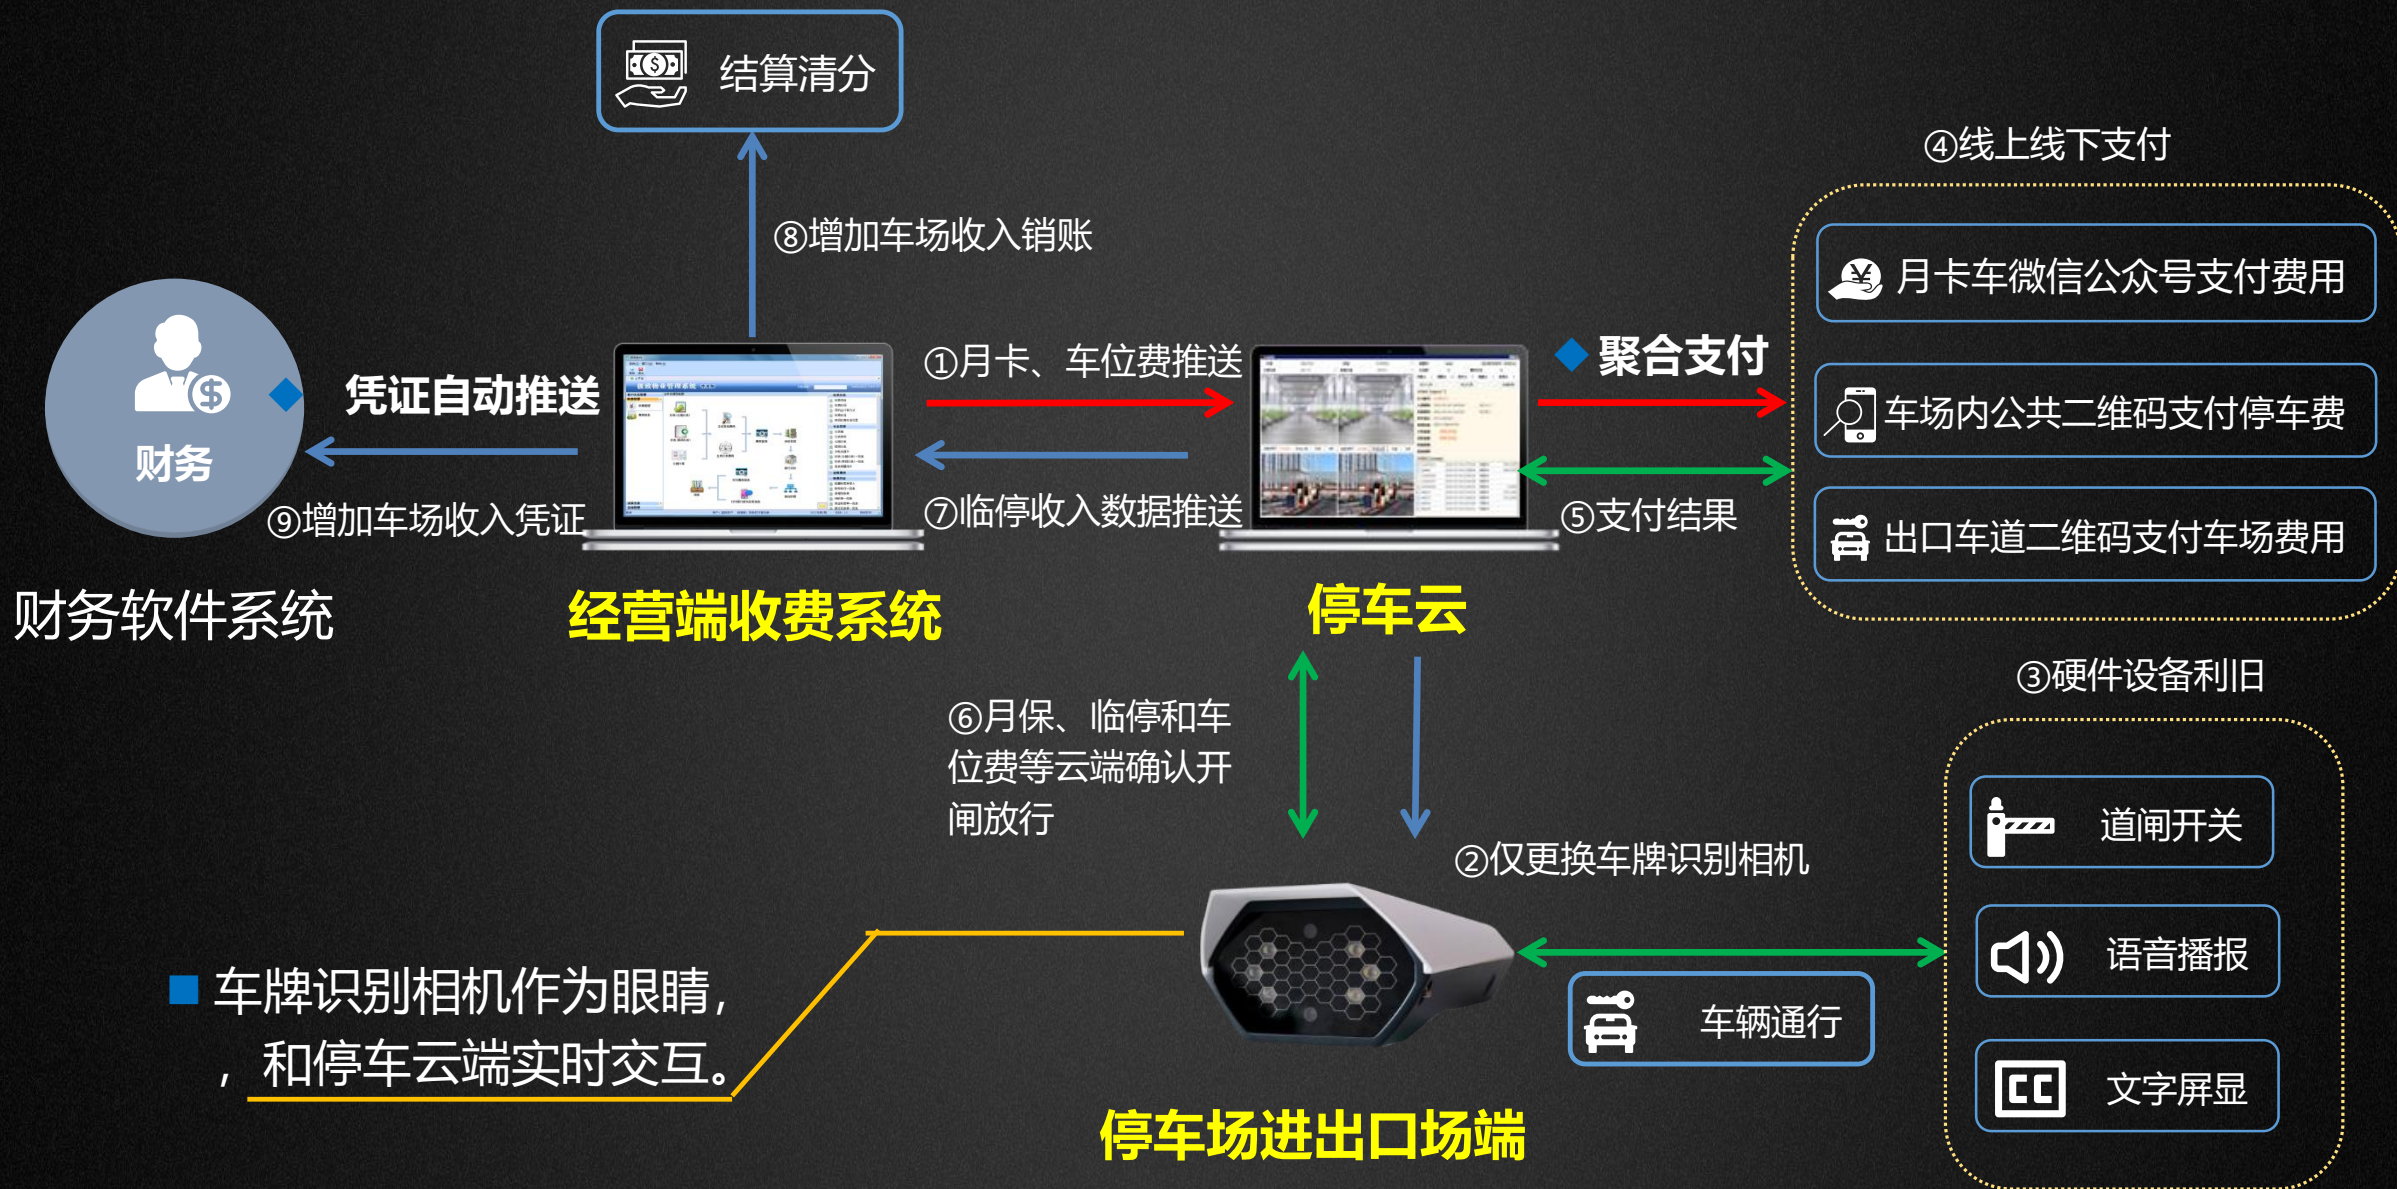 结算清分
④线上线下支付
⑧增加车场收入销账
月卡车微信公众号支付费用
①月卡、车位费推送
聚合支付
凭证自动推送
车场内公共二维码支付停车费
财务
⑨增加车场收入凭证
⑦临停收入数据推送
⑤支付结果
出口车道二维码支付车场费用
财务软件系统
经营端收费系统
停车云
③硬件设备利旧
⑥月保、临停和车
位费等云端确认开
闸放行
道闸开关
②仅更换车牌识别相机
语音播报
车牌识别相机作为眼睛，
，和停车云端实时交互。
车辆通行
CC
文字屏显
停车场进出口场端